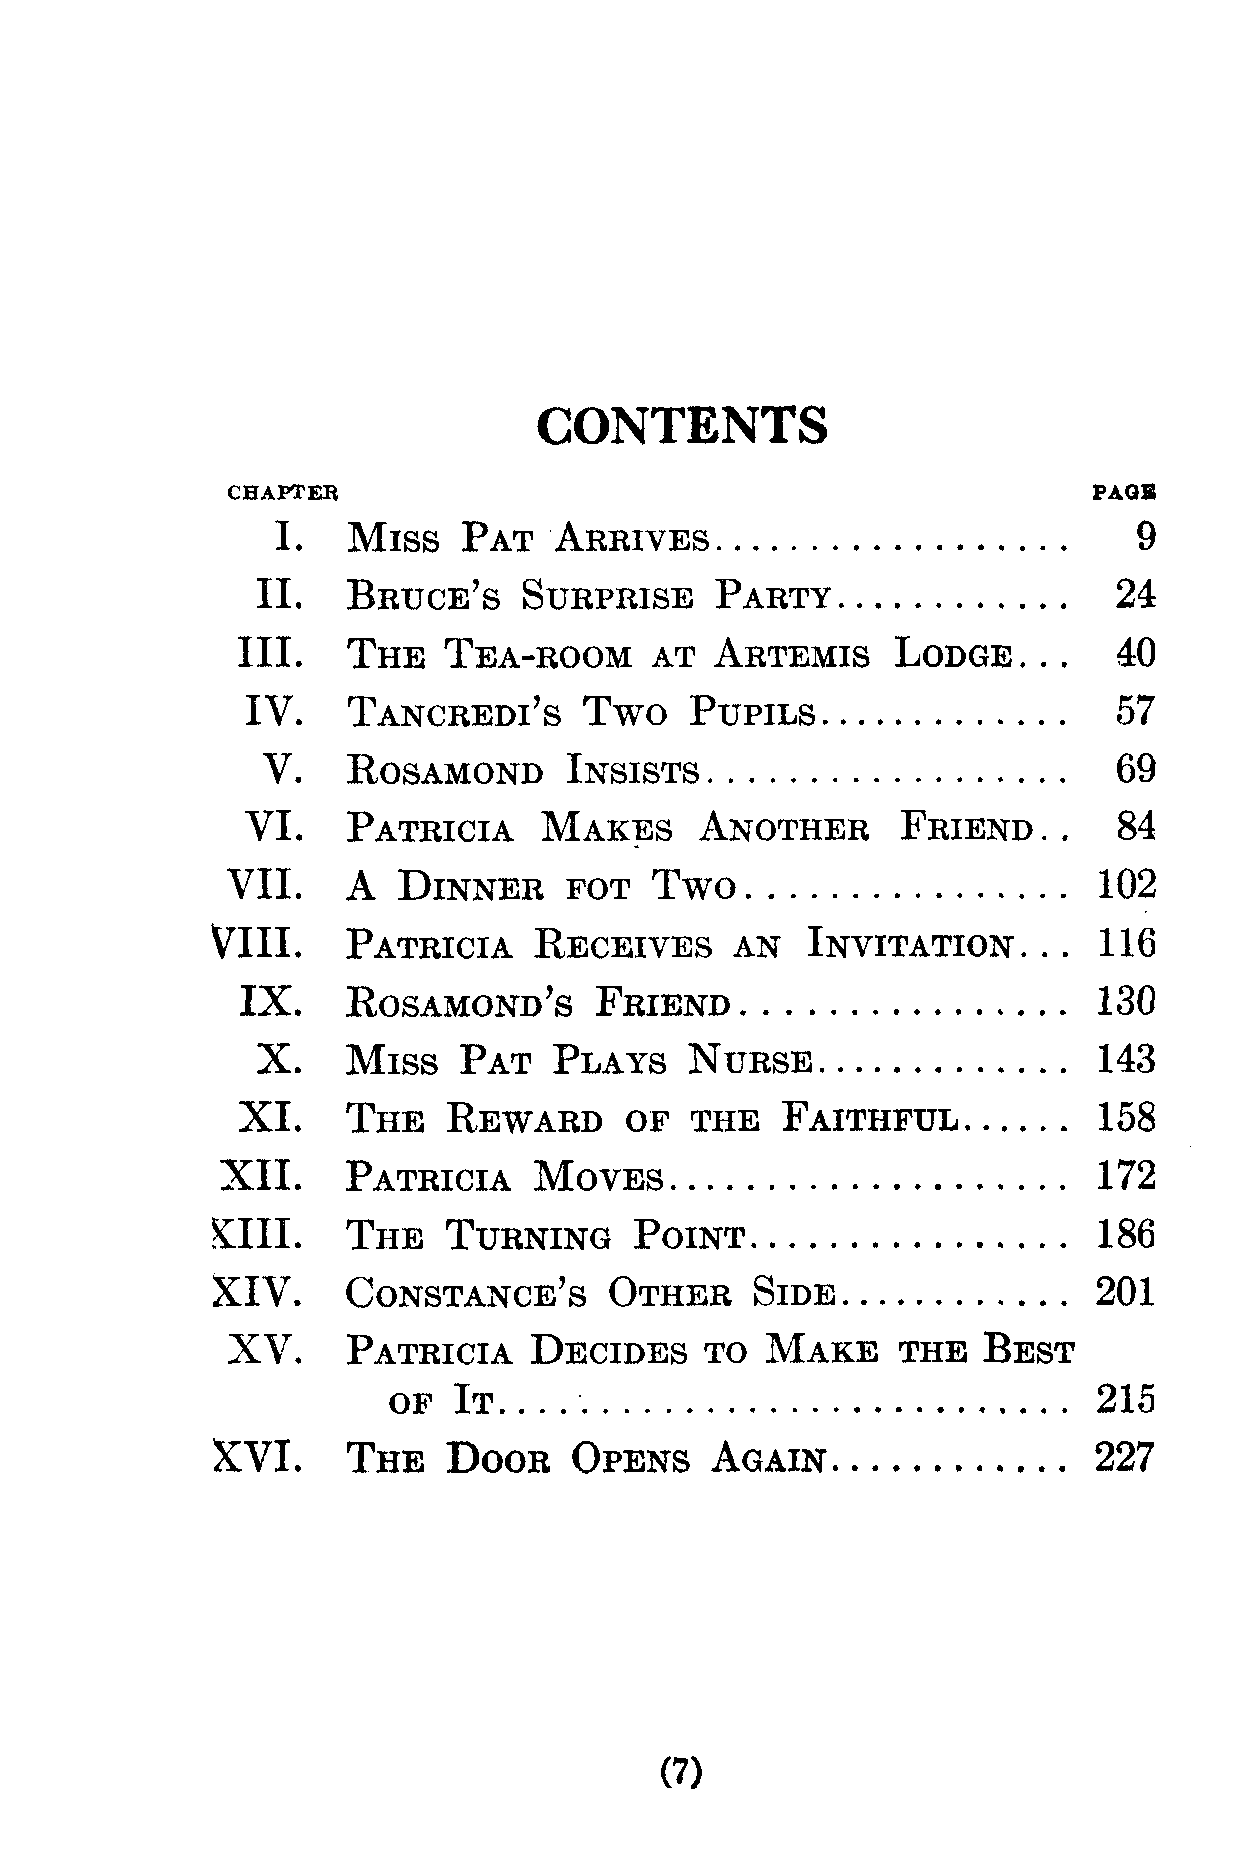 CONTENTS
CHAPTER PAGE
I. Miss Pat Arrives................... 9
II. Bruce's Surprise Party............ 24
III. The Tea-room at Artemis Lodge... 40
IV. Tancredi's Two Pupils............. 57
V. Rosamond Insists.................. 69
VI. Patricia Makes Another Friend.. 84
VII. A Dinner fot Two................ 102
VIII. Patricia Receives an Invitation... 116
IX. Rosamond's Friend................ 130
X. Miss Pat Plays Nurse............. 143
XI. The Reward of the Faithful...... 158
XII. Patricia Moves.................... 172
XIII. The Turning Point................ 186
XIV. Constance's Other Side............ 201
XV. Patricia Decides to Make the Best
of It............................. 215
XVI. The Door Opens Again............ 227
(7)